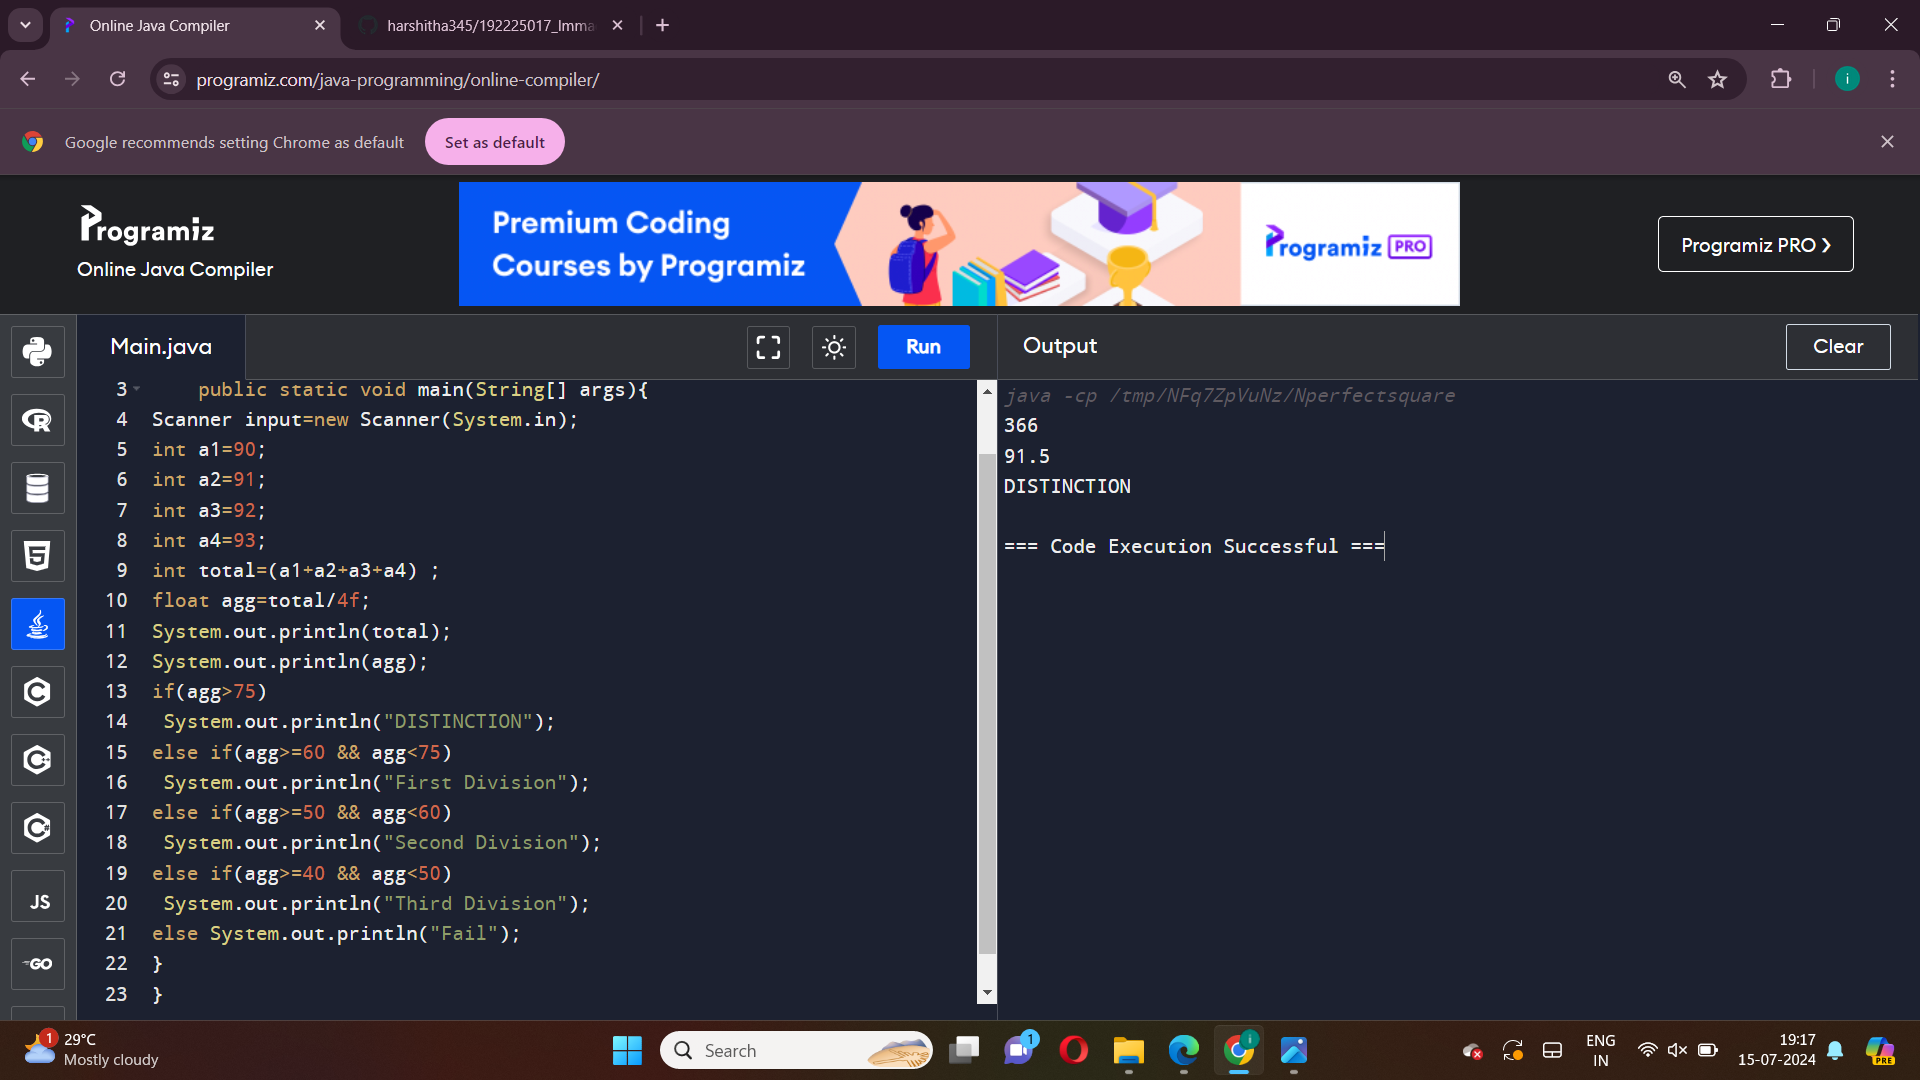 Online Java Compiler
harshitha345/192225017_Imma
programiz.com/java-programming/online-compiler/
i
Google recommends setting Chrome as default
Set as default
Programiz
Online Java Compiler
Premium Coding
Courses by Programiz
Programiz PRO
Programiz PRO ❯
Main.java
Run
Output
Clear
3 public static void main(String[] args){
4 Scanner input=new Scanner(System.in);
5 int a1=90;
6 int a2=91;
7 int a3=92;
8 int a4=93;
9 int total=(a1+a2+a3+a4) ;
10 float agg=total/4f;
11 System.out.println(total);
12 System.out.println(agg);
13 if(agg>75)
14 System.out.println("DISTINCTION");
15 else if(agg>=60 && agg<75)
16 System.out.println("First Division");
17 else if(agg>=50 && agg<60)
18 System.out.println("Second Division");
19 else if(agg>=40 && agg<50)
20 System.out.println("Third Division");
21 else System.out.println("Fail");
22 }
23 }
java -cp /tmp/NFq7ZpVuNz/Nperfectsquare
366
91.5
DISTINCTION
=== Code Execution Successful ===
R
5
C
C
C#
JS
GO
1
29°C
Mostly cloudy
Search
1
i
ENG
IN
19:17
15-07-2024
PRE